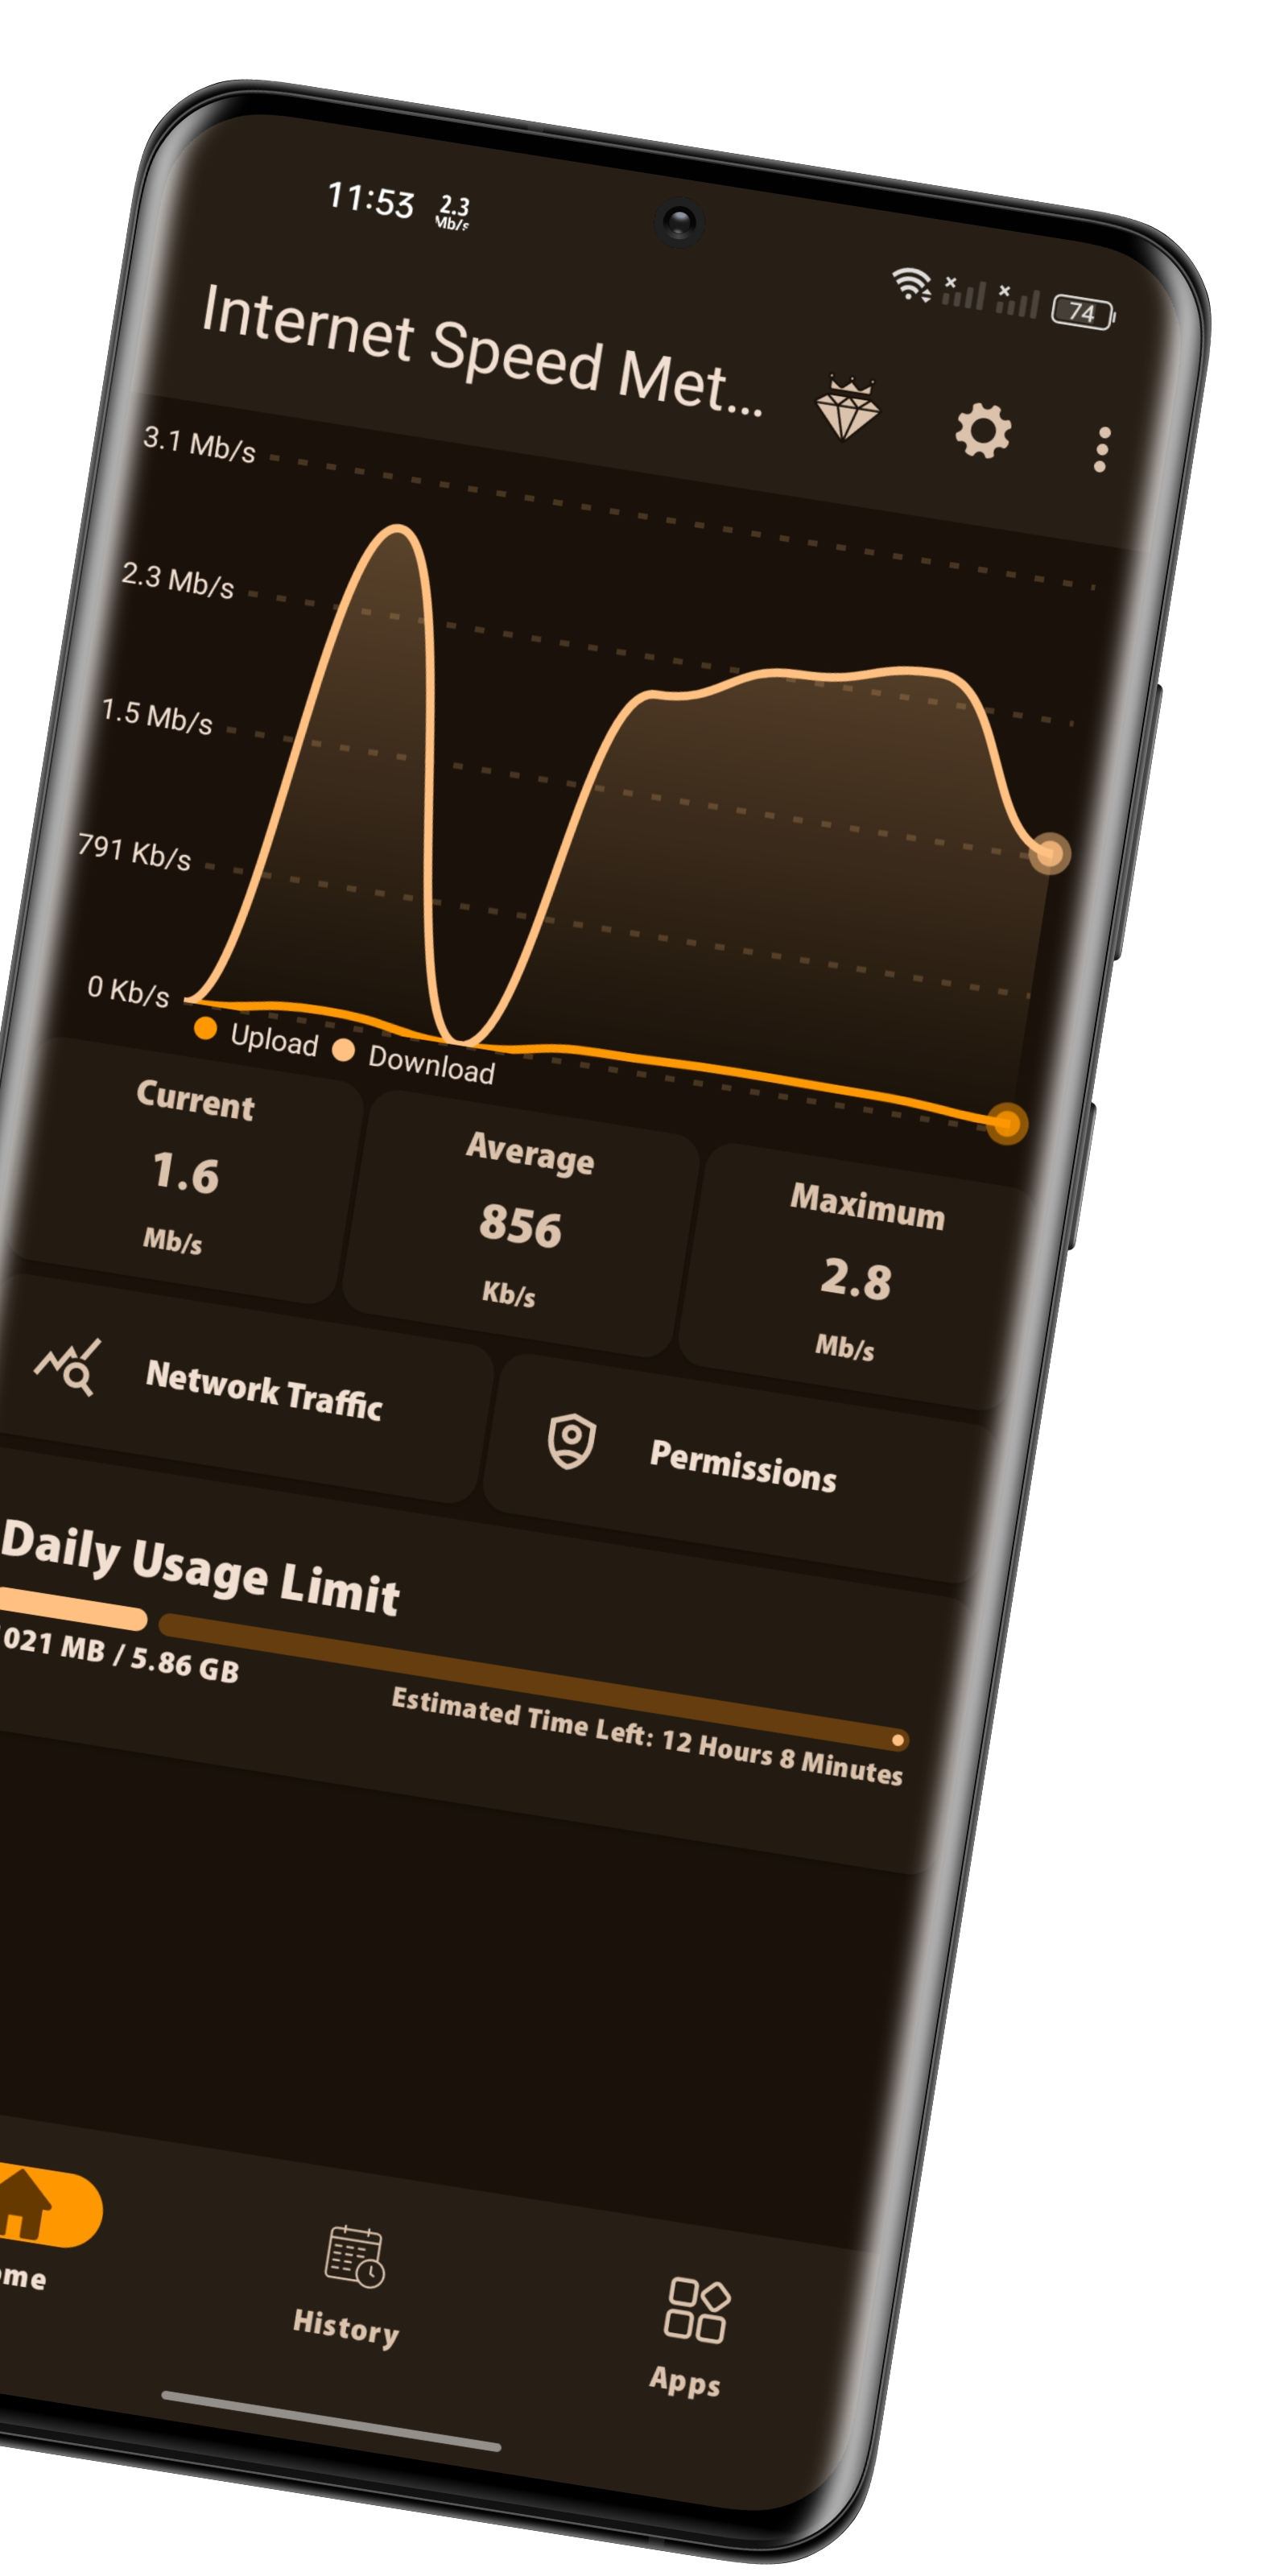 11:53 2.3 Mb/s
74
Internet Speed Met...
3.1 Mb/s
2.3 Mb/s
1.5 Mb/s
791 Kb/s
0 Kb/s
Upload Download
Current
1.6
Mb/s
Average
856
Kb/s
Maximum
2.8
Mb/s
Network Traffic
Permissions
Daily Usage Limit
021 MB / 5.86 GB
Estimated Time Left: 12 Hours 8 Minutes
me
History
Apps